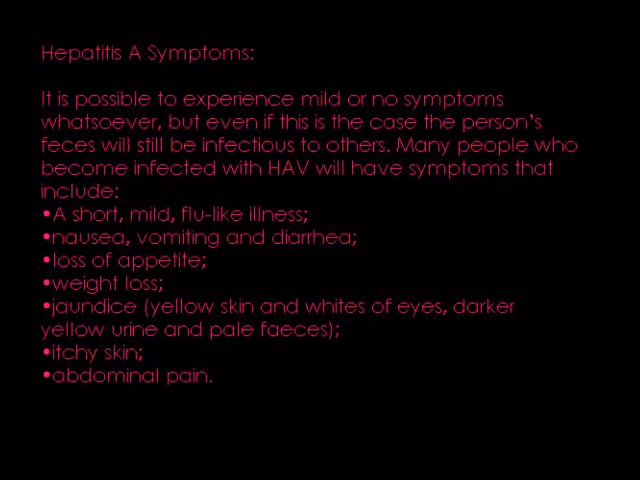 Hepatitis A Symptoms:
It is possible to experience mild or no symptoms
whatsoever, but even if this is the case the person's
feces will still be infectious to others. Many people who
become infected with HAV will have symptoms that
include:
•A short, mild, flu-like illness;
•nausea, vomiting and diarrhea;
•loss of appetite;
•weight loss;
•jaundice (yellow skin and whites of eyes, darker
yellow urine and pale faeces);
•itchy skin;
•abdominal pain.